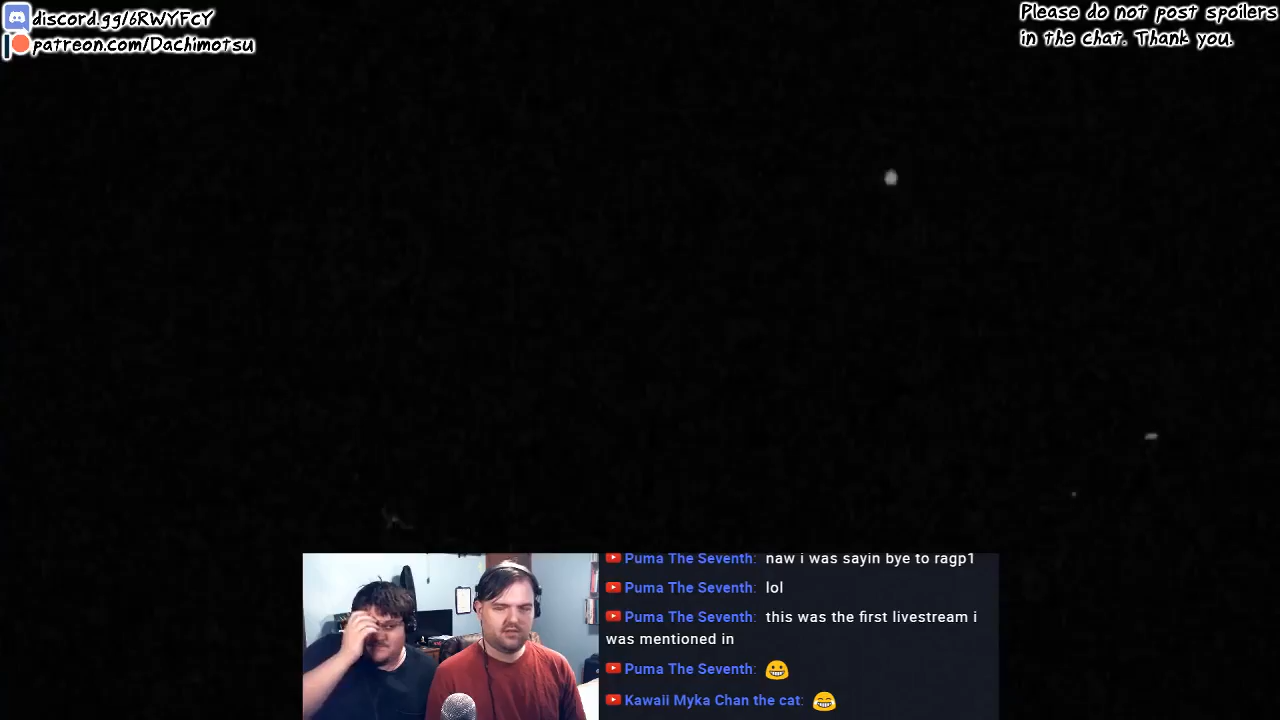 discord.gg/6RWYFcY
patreon.com/Dachimotsu
Please do not post spoilers
in the chat. Thank you.
Puma The Seventh: naw i was sayin bye to ragp1
Puma The Seventh: lol
Puma The Seventh: this was the first livestream i
was mentioned in
Puma The Seventh: 😀
Kawaii Myka Chan the cat: 😂